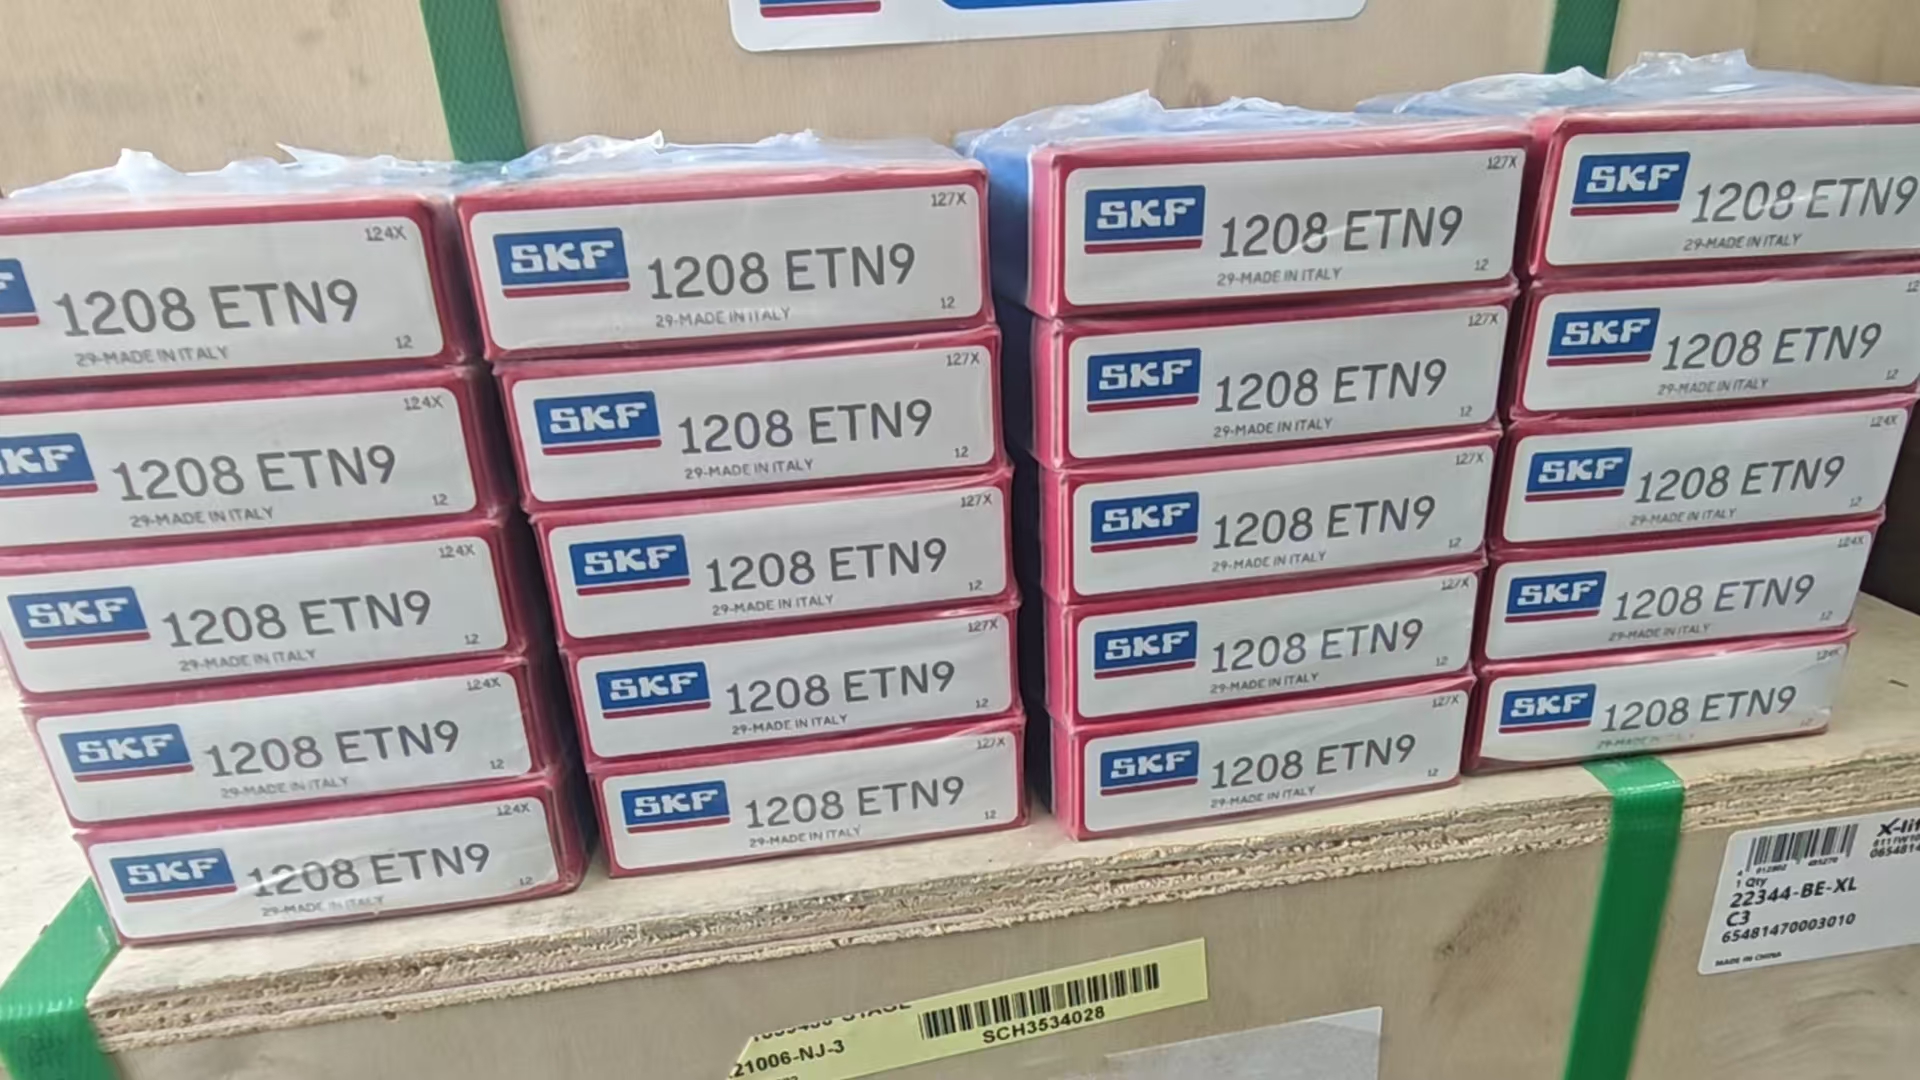 124X
1208 ETN9
29-MADE IN ITALY
12
124X
SKF 1208 ETN9
29-MADE IN ITALY
12
124X
SKF 1208 ETN9
29-MADE IN ITALY
12
124X
SKF 1208 ETN9
29-MADE IN ITALY
12
124X
SKF 1208 ETN9
29-MADE IN ITALY
12
127X
SKF 1208 ETN9
29-MADE IN ITALY
12
127X
SKF 1208 ETN9
29-MADE IN ITALY
12
127X
SKF 1208 ETN9
29-MADE IN ITALY
12
127X
SKF 1208 ETN9
29-MADE IN ITALY
12
127X
SKF 1208 ETN9
29-MADE IN ITALY
12
127X
SKF 1208 ETN9
29-MADE IN ITALY
12
127X
SKF 1208 ETN9
29-MADE IN ITALY
12
127X
SKF 1208 ETN9
29-MADE IN ITALY
12
127X
SKF 1208 ETN9
29-MADE IN ITALY
12
127X
SKF 1208 ETN9
29-MADE IN ITALY
12
SKF 1208 ETN9
29-MADE IN ITALY
12
SKF 1208 ETN9
29-MADE IN ITALY
12
124X
SKF 1208 ETN9
29-MADE IN ITALY
12
124X
SKF 1208 ETN9
29-MADE IN ITALY
12
124X
SKF 1208 ETN9
29-MADE IN ITALY
12
SCH3534028
21006-NJ-3
1 Qty
22344-BE-XL
C3
65481470003010
MADE IN CHINA